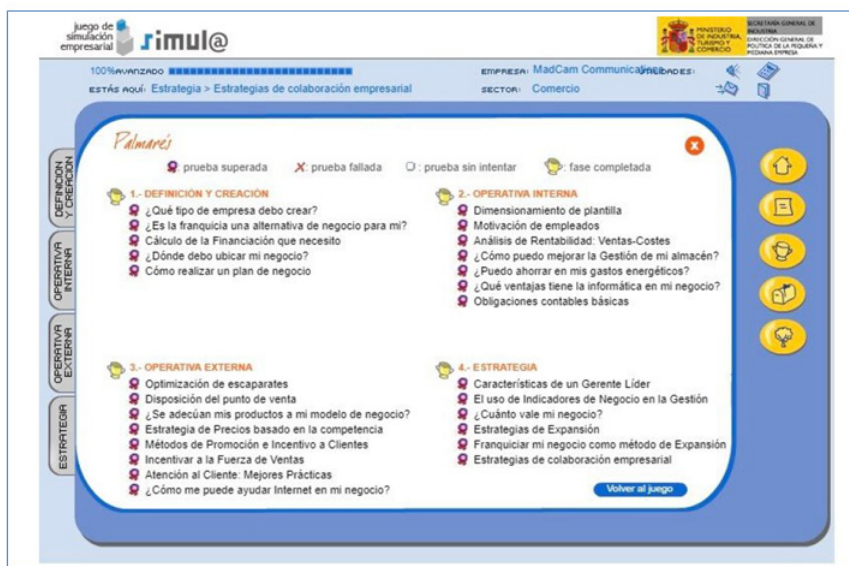 juego de
simulación
empresarial
simul@
MINISTERIO
DE INDUSTRIA,
TURISMO Y
COMERCIO
SECRETARÍA GENERAL DE
INDUSTRIA
DIRECCIÓN GENERAL DE
POLÍTICA DE LA PEQUEÑA Y
MEDIANA EMPRESA
100% AVANZADO
EMPRESA: MadCam Communications
UTILIDADES:
ESTÁS AQUÍ: Estrategia > Estrategias de colaboración empresarial
SECTOR: Comercio
DEFINICION
Y CREACION
OPERATIVA
INTERNA
OPERATIVA
EXTERNA
ESTRATEGIA
Palmarés
X
: prueba superada
: prueba fallada
: prueba sin intentar
: fase completada
1.- DEFINICIÓN Y CREACIÓN
¿Qué tipo de empresa debo crear?
¿Es la franquicia una alternativa de negocio para mi?
Cálculo de la Financiación que necesito
¿Dónde debo ubicar mi negocio?
Cómo realizar un plan de negocio
2.- OPERATIVA INTERNA
Dimensionamiento de plantilla
Motivación de empleados
Análisis de Rentabilidad: Ventas-Costes
¿Cómo puedo mejorar la Gestión de mi almacén?
¿Puedo ahorrar en mis gastos energéticos?
¿Qué ventajas tiene la informática en mi negocio?
Obligaciones contables básicas
3.- OPERATIVA EXTERNA
Optimización de escaparates
Disposición del punto de venta
¿Se adecúan mis productos a mi modelo de negocio?
Estrategia de Precios basado en la competencia
Métodos de Promoción e Incentivo a Clientes
Incentivar a la Fuerza de Ventas
Atención al Cliente: Mejores Prácticas
¿Cómo me puede ayudar Internet en mi negocio?
4.- ESTRATEGIA
Características de un Gerente Líder
El uso de Indicadores de Negocio en la Gestión
¿Cuánto vale mi negocio?
Estrategias de Expansión
Franquiciar mi negocio como método de Expansión
Estrategias de colaboración empresarial
Volver al juego